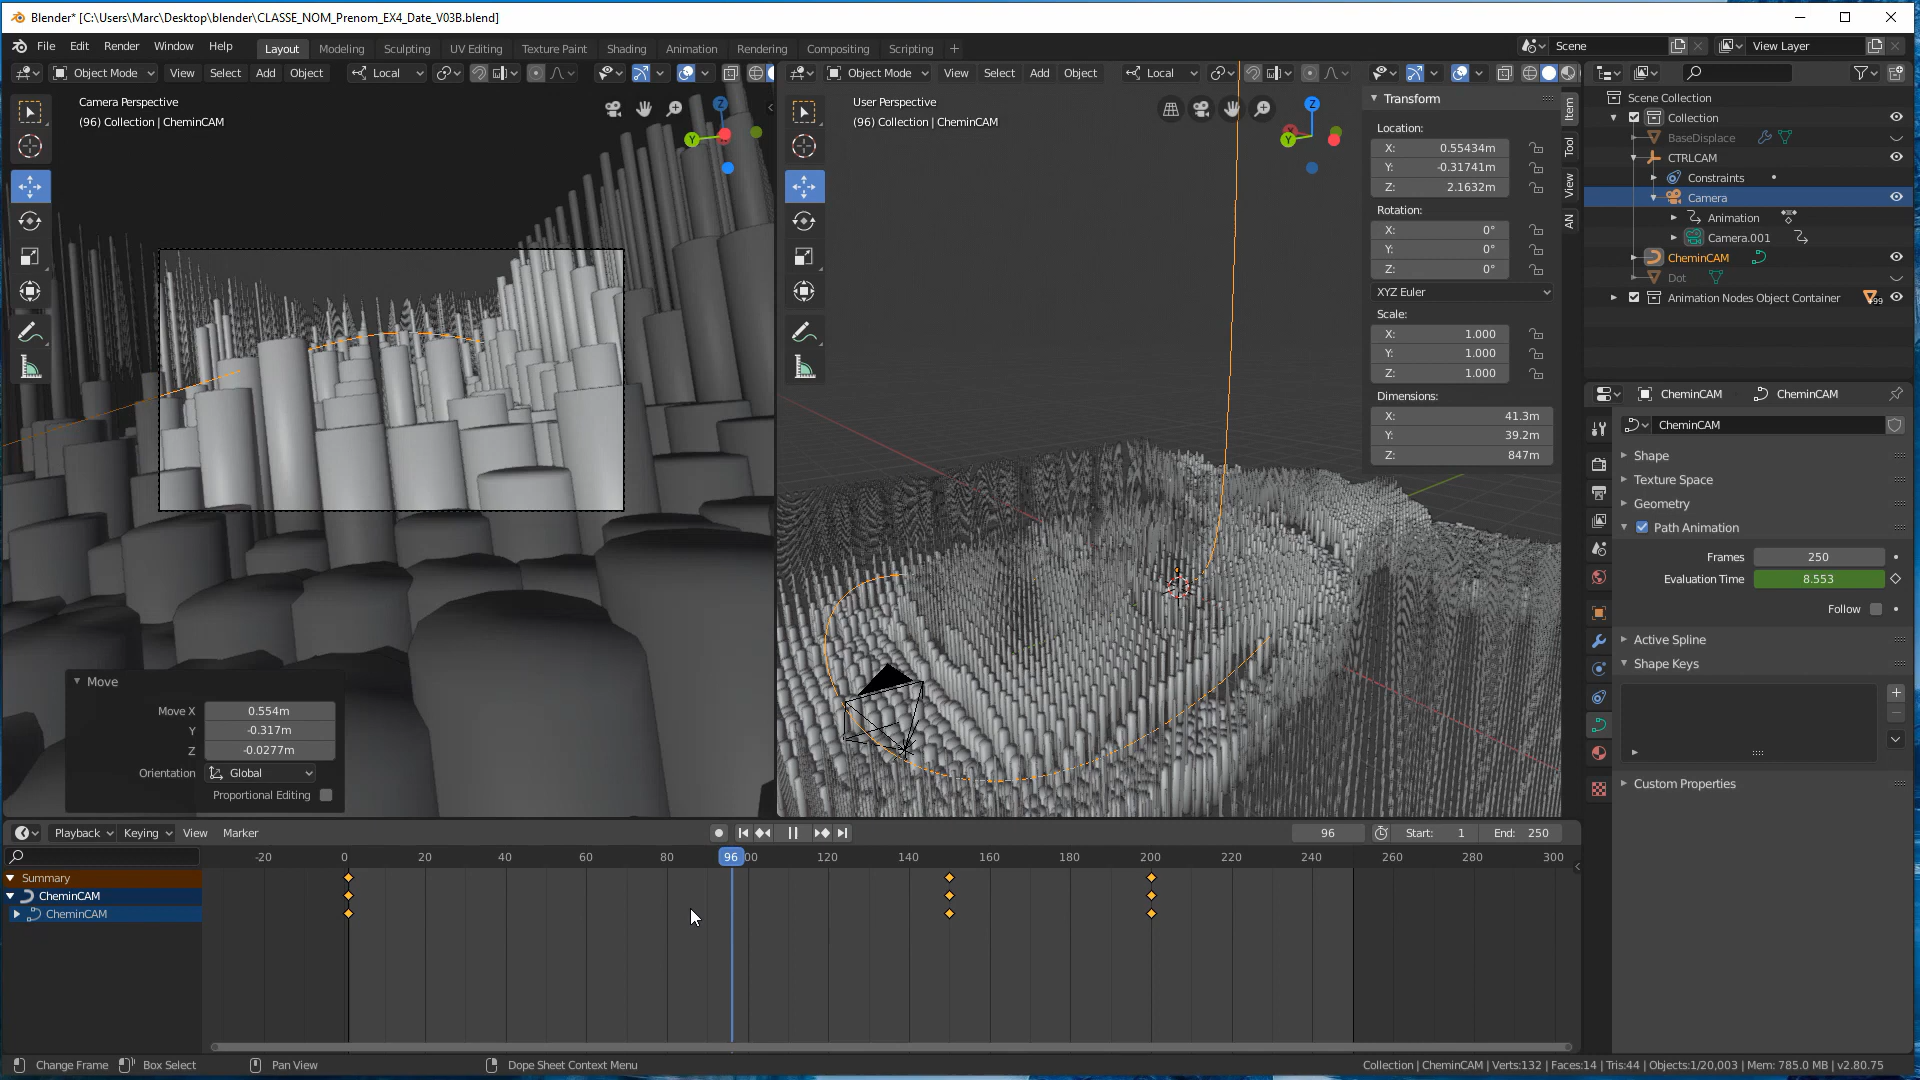 Blender* [C:\Users\Marc\Desktop\blender\CLASSE_NOM_Prenom_EX4_Date_V03B.blend]
File Edit Render Window Help Layout Modeling Sculpting UV Editing Texture Paint Shading Animation Rendering Compositing Scripting + Scene View Layer
Object Mode View Select Add Object Local
Object Mode View Select Add Object Local
Camera Perspective
(96) Collection | CheminCAM
Z
Y
Move
Move X 0.554m
Y -0.317m
Z -0.0277m
Orientation Global
Proportional Editing
User Perspective
(96) Collection | CheminCAM
Z
Y
Transform
Location:
X: 0.55434m
Y: -0.31741m
Z: 2.1632m
Rotation:
X: 0°
Y: 0°
Z: 0°
XYZ Euler
Scale:
X: 1.000
Y: 1.000
Z: 1.000
Dimensions:
X: 41.3m
Y: 39.2m
Z: 847m
Item
Tool
View
AN
Scene Collection
Collection
BaseDisplace
CTRLCAM
Constraints
Camera
Animation
Camera.001
CheminCAM
Dot
Animation Nodes Object Container 99
CheminCAM CheminCAM
CheminCAM
Shape
Texture Space
Geometry
Path Animation
Frames 250
Evaluation Time 8.553
Follow
Active Spline
Shape Keys
Custom Properties
Playback Keying View Marker 96 Start: 1 End: 250
-20 0 20 40 60 80 96 00 120 140 160 180 200 220 240 260 280 300
Summary
CheminCAM
CheminCAM
Change Frame Box Select Pan View Dope Sheet Context Menu Collection | CheminCAM | Verts:132 | Faces:14 | Tris:44 | Objects:1/20,003 | Mem: 785.0 MB | v2.80.75